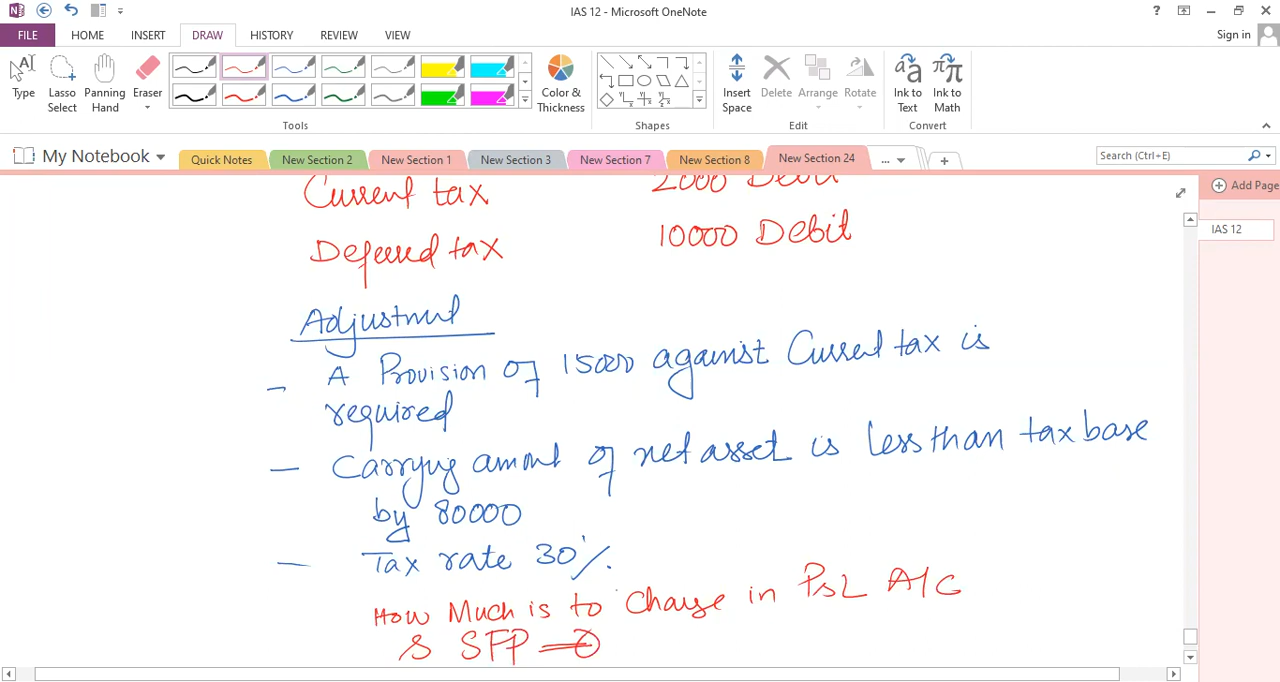 IAS 12 - Microsoft OneNote
?
FILE HOME INSERT DRAW HISTORY REVIEW VIEW
Sign in
Type
Lasso Select
Panning Hand
Eraser
Color & Thickness
Insert Space
Delete
Arrange
Rotate
Ink to Text
Ink to Math
Tools
Shapes
Edit
Convert
My Notebook
Quick Notes
New Section 2
New Section 1
New Section 3
New Section 7
New Section 8
New Section 24
...
+
Search (Ctrl+E)
Add Page
IAS 12
Current tax 2000 Debit
Deferred tax 10000 Debit
Adjustment
- A Provision of 15000 against Current tax is
required
- Carrying amount of net asset is less than tax base
by 80000
- Tax rate 30%.
How Much is to Charge in P&L A/C
& SFP